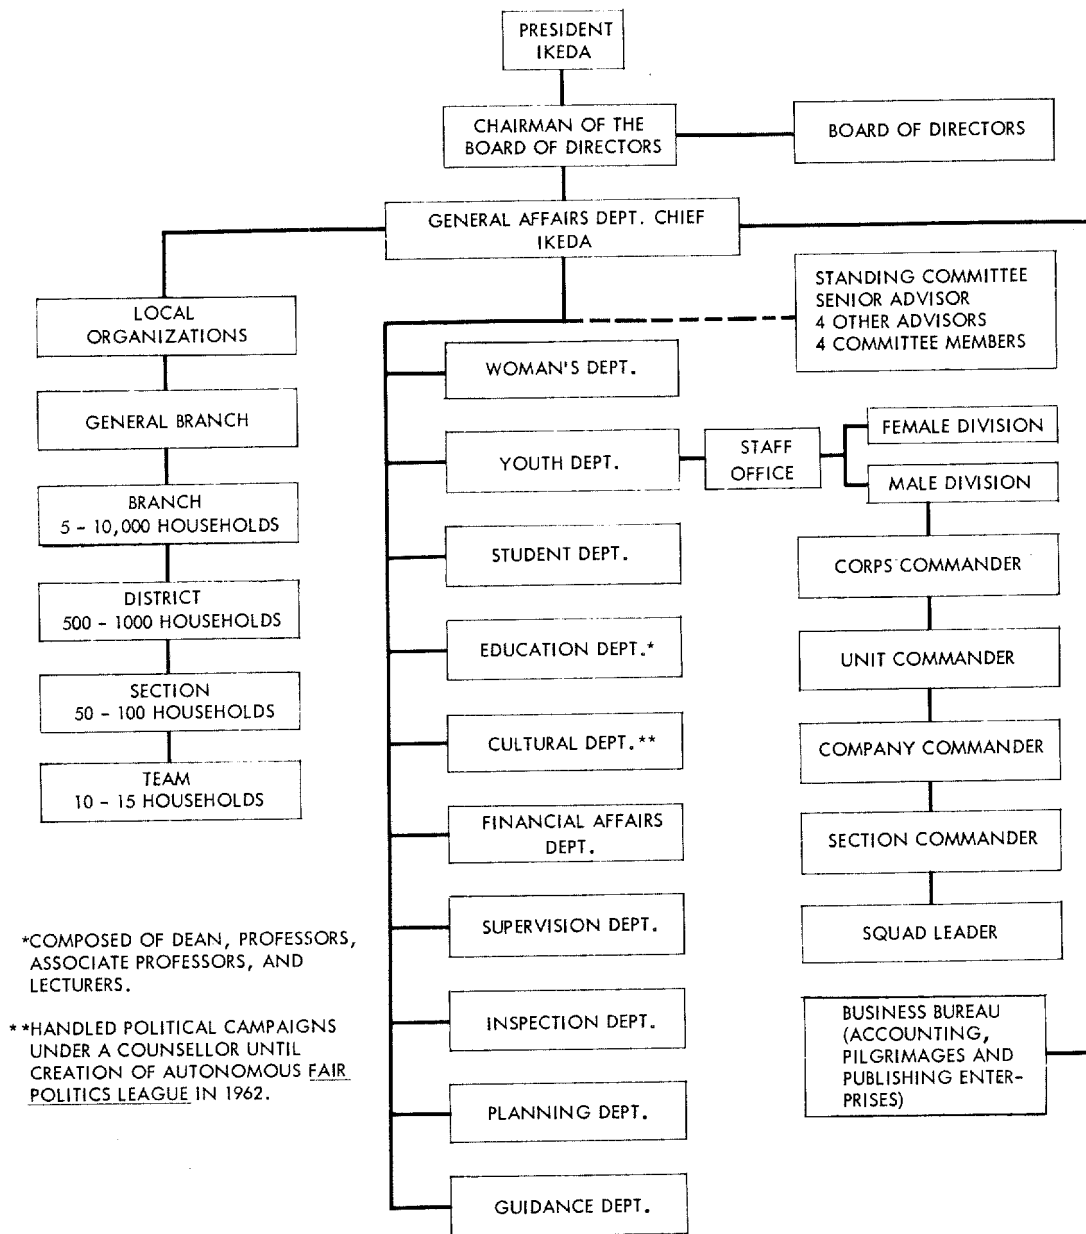 PRESIDENT
IKEDA
CHAIRMAN OF THE
BOARD OF DIRECTORS
BOARD OF DIRECTORS
GENERAL AFFAIRS DEPT. CHIEF
IKEDA
STANDING COMMITTEE
SENIOR ADVISOR
4 OTHER ADVISORS
4 COMMITTEE MEMBERS
LOCAL
ORGANIZATIONS
GENERAL BRANCH
BRANCH
5 - 10,000 HOUSEHOLDS
DISTRICT
500 - 1000 HOUSEHOLDS
SECTION
50 - 100 HOUSEHOLDS
TEAM
10 - 15 HOUSEHOLDS
WOMAN'S DEPT.
YOUTH DEPT.
STAFF
OFFICE
FEMALE DIVISION
MALE DIVISION
STUDENT DEPT.
EDUCATION DEPT.*
CULTURAL DEPT.**
FINANCIAL AFFAIRS
DEPT.
SUPERVISION DEPT.
INSPECTION DEPT.
PLANNING DEPT.
GUIDANCE DEPT.
CORPS COMMANDER
UNIT COMMANDER
COMPANY COMMANDER
SECTION COMMANDER
SQUAD LEADER
BUSINESS BUREAU
(ACCOUNTING,
PILGRIMAGES AND
PUBLISHING ENTER-
PRISES)
*COMPOSED OF DEAN, PROFESSORS,
ASSOCIATE PROFESSORS, AND
LECTURERS.
**HANDLED POLITICAL CAMPAIGNS
UNDER A COUNSELLOR UNTIL
CREATION OF AUTONOMOUS FAIR
POLITICS LEAGUE IN 1962.